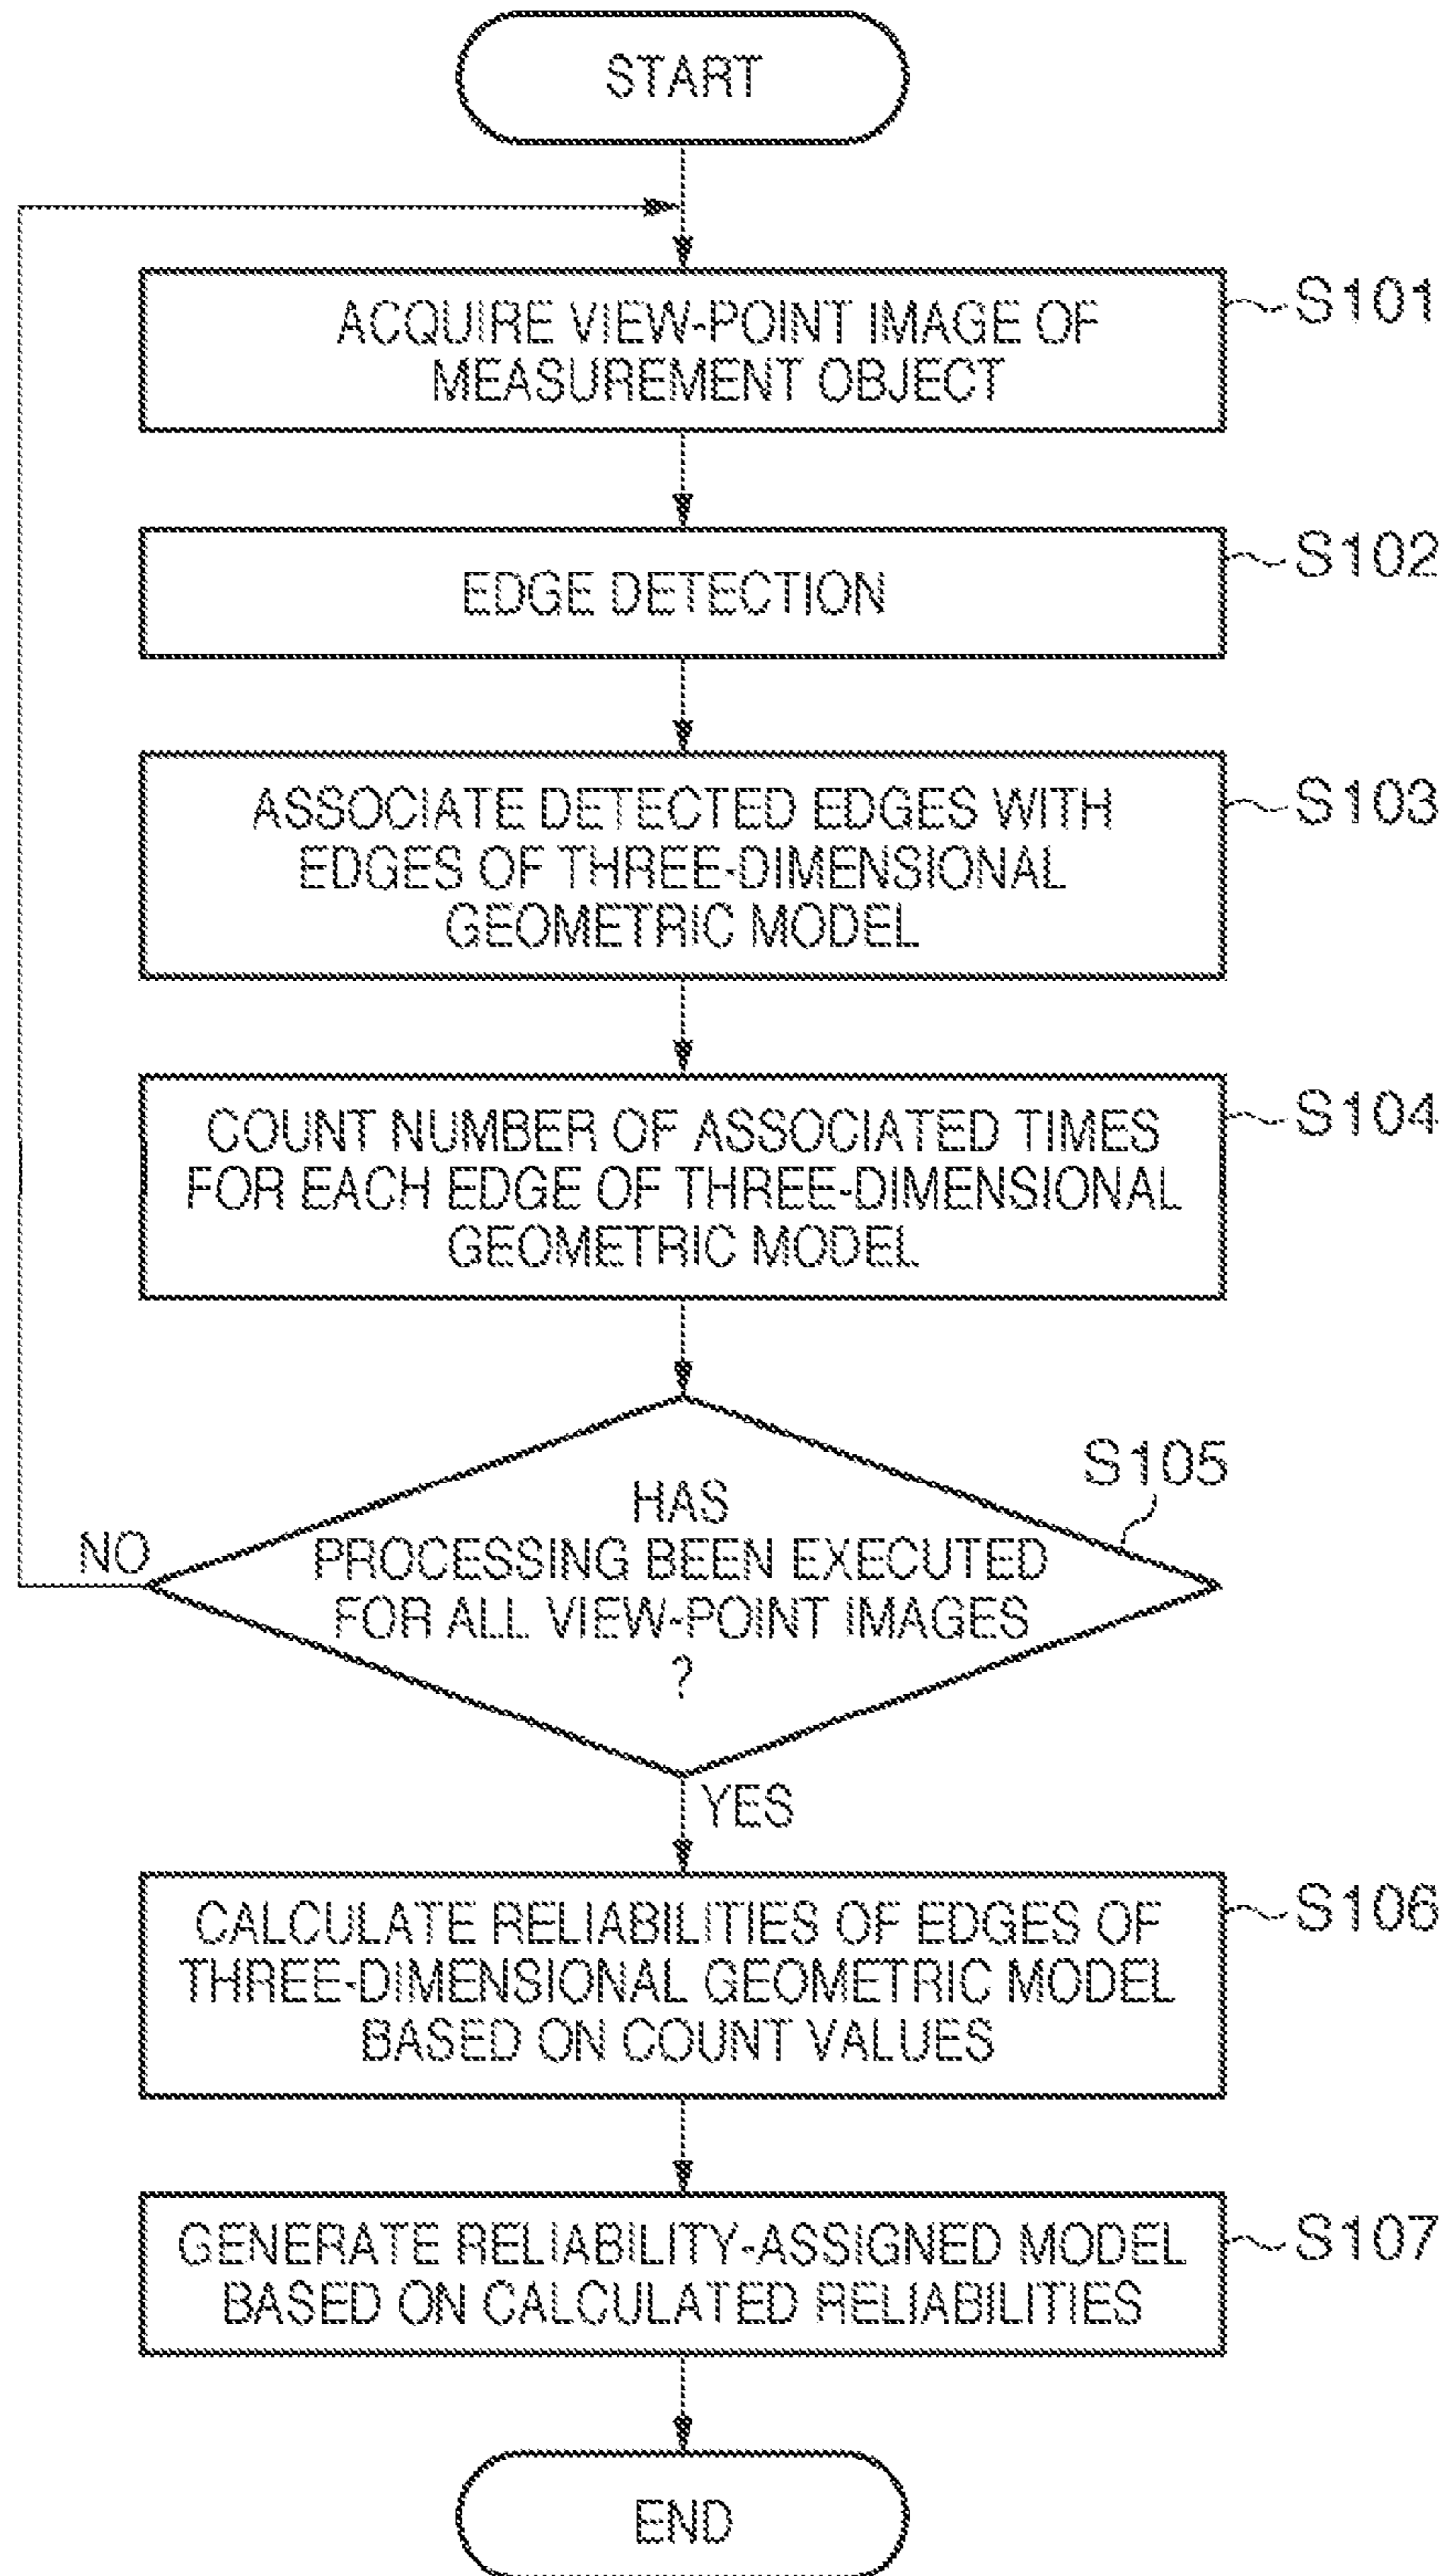 START
ACQUIRE VIEW-POINT IMAGE OF
MEASUREMENT OBJECT
S101
EDGE DETECTION
S102
ASSOCIATE DETECTED EDGES WITH
EDGES OF THREE-DIMENSIONAL
GEOMETRIC MODEL
S103
COUNT NUMBER OF ASSOCIATED TIMES
FOR EACH EDGE OF THREE-DIMENSIONAL
GEOMETRIC MODEL
S104
HAS
PROCESSING BEEN EXECUTED
FOR ALL VIEW-POINT IMAGES
?
S105
NO
YES
CALCULATE RELIABILITIES OF EDGES OF
THREE-DIMENSIONAL GEOMETRIC MODEL
BASED ON COUNT VALUES
S106
GENERATE RELIABILITY-ASSIGNED MODEL
BASED ON CALCULATED RELIABILITIES
S107
END